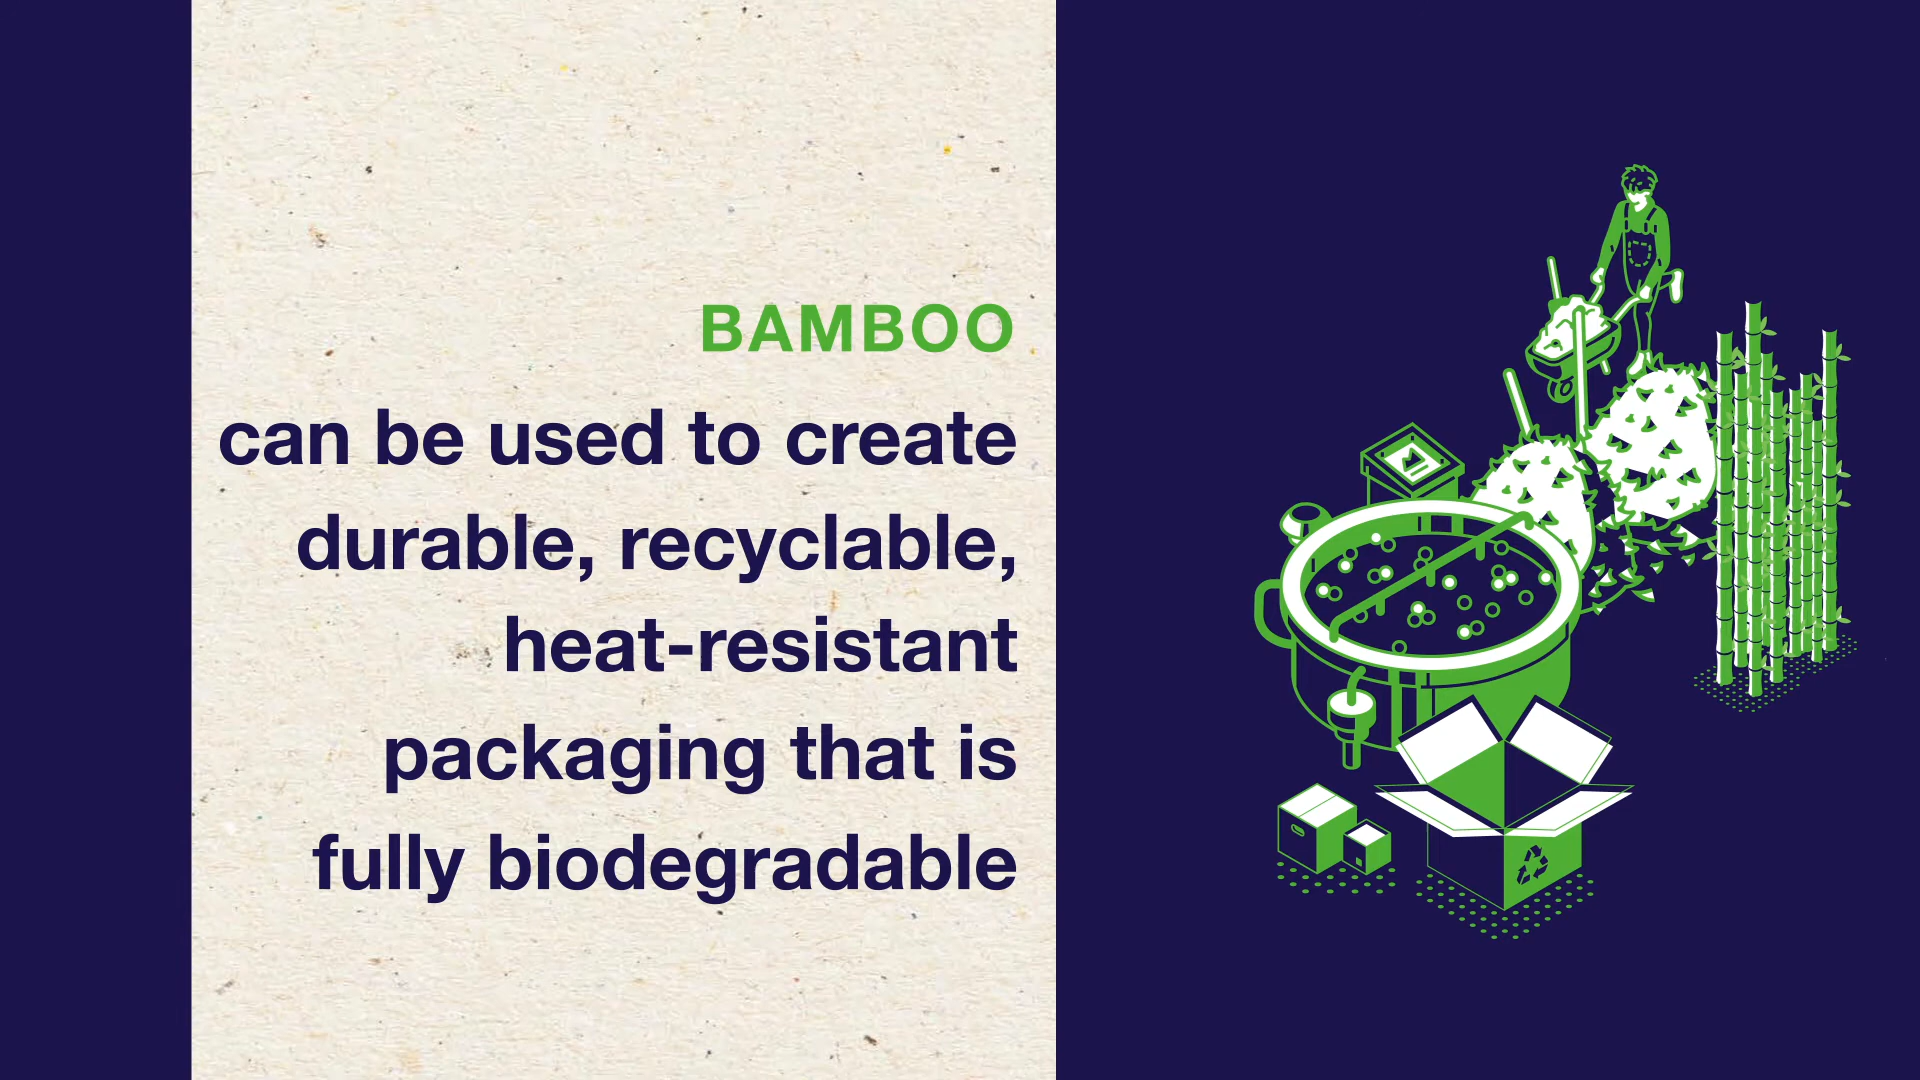 BAMBOO
can be used to create
durable, recyclable,
heat-resistant
packaging that is
fully biodegradable